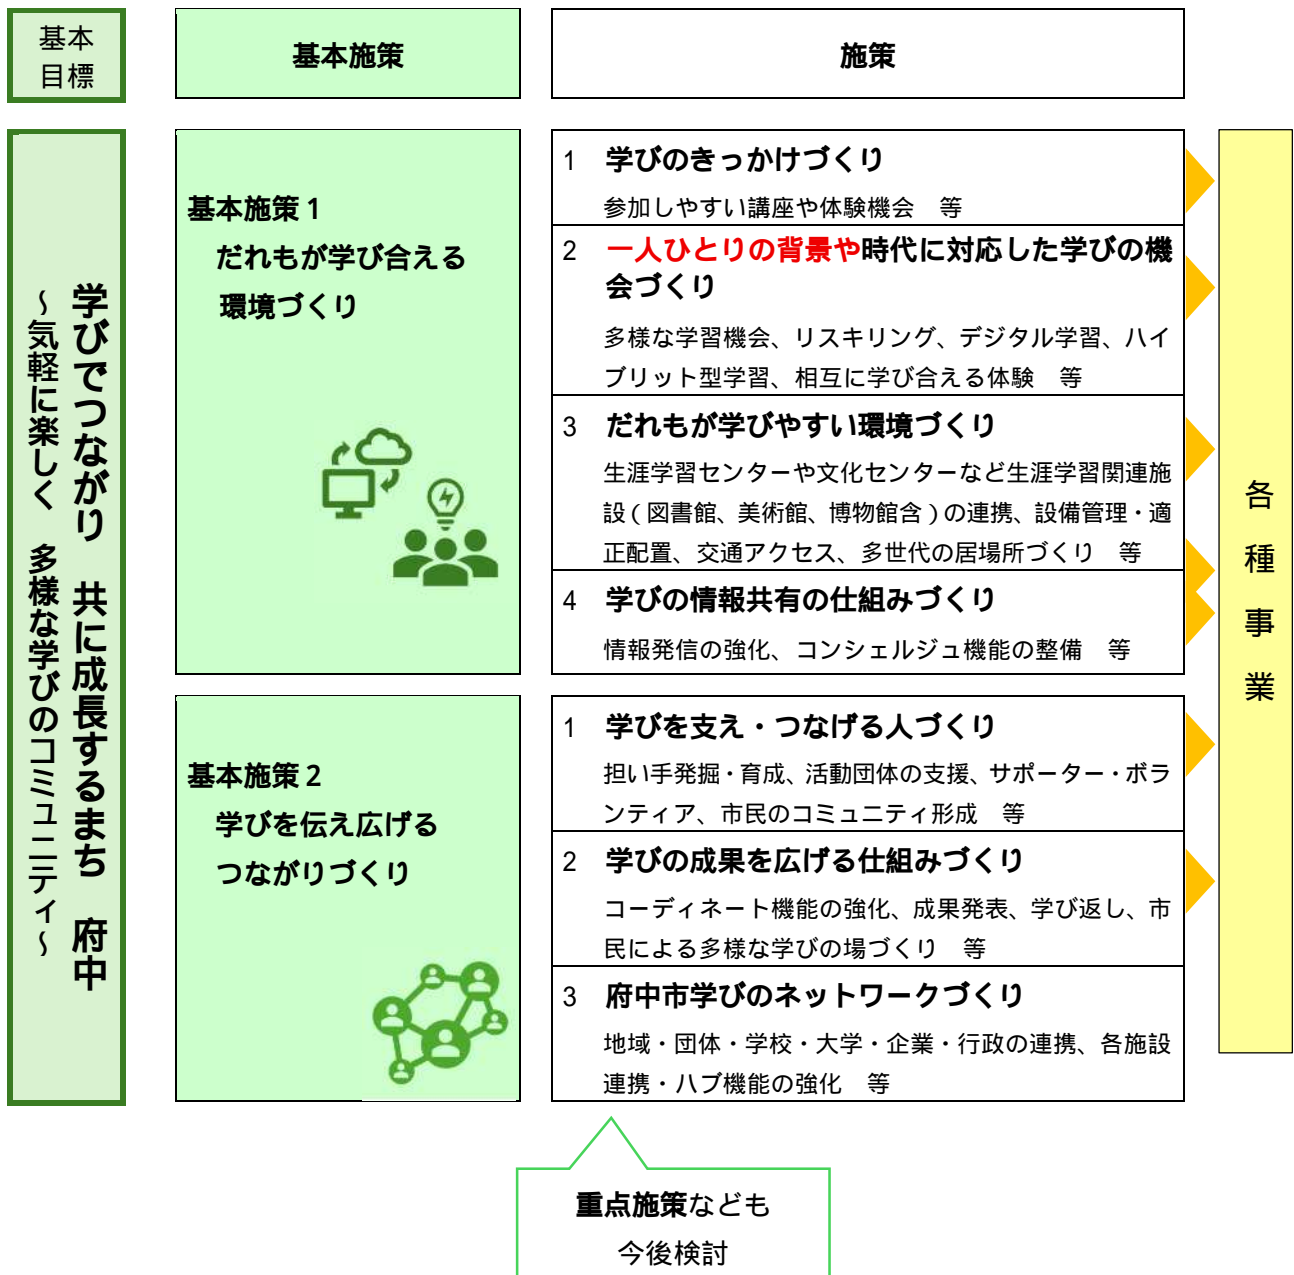 基本
目標
基本施策
施策
学びでつながり　共に成長するまち　府中
～気軽に楽しく　多様な学びのコミュニティ～
基本施策１
だれもが学び合える
環境づくり
1　学びのきっかけづくり
参加しやすい講座や体験機会　等
2　一人ひとりの背景や時代に対応した学びの機
会づくり
多様な学習機会、リスキリング、デジタル学習、ハイ
ブリット型学習、相互に学び合える体験　等
3　だれもが学びやすい環境づくり
生涯学習センターや文化センターなど生涯学習関連施
設（図書館、美術館、博物館含）の連携、設備管理・適
正配置、交通アクセス、多世代の居場所づくり　等
4　学びの情報共有の仕組みづくり
情報発信の強化、コンシェルジュ機能の整備　等
基本施策２
学びを伝え広げる
つながりづくり
1　学びを支え・つなげる人づくり
担い手発掘・育成、活動団体の支援、サポーター・ボラ
ンティア、市民のコミュニティ形成　等
2　学びの成果を広げる仕組みづくり
コーディネート機能の強化、成果発表、学び返し、市
民による多様な学びの場づくり　等
3　府中市学びのネットワークづくり
地域・団体・学校・大学・企業・行政の連携、各施設
連携・ハブ機能の強化　等
各種事業
重点施策なども
今後検討